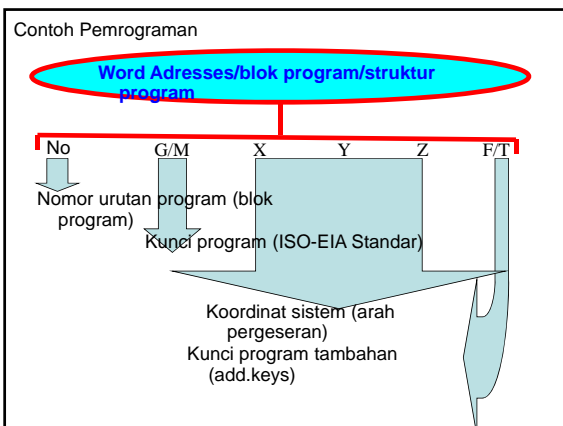 Contoh Pemrograman
Word Adresses/blok program/struktur
program
No G/M X Y Z F/T
Nomor urutan program (blok
program)
Kunci program (ISO-EIA Standar)
Koordinat sistem (arah
pergeseran)
Kunci program tambahan
(add.keys)